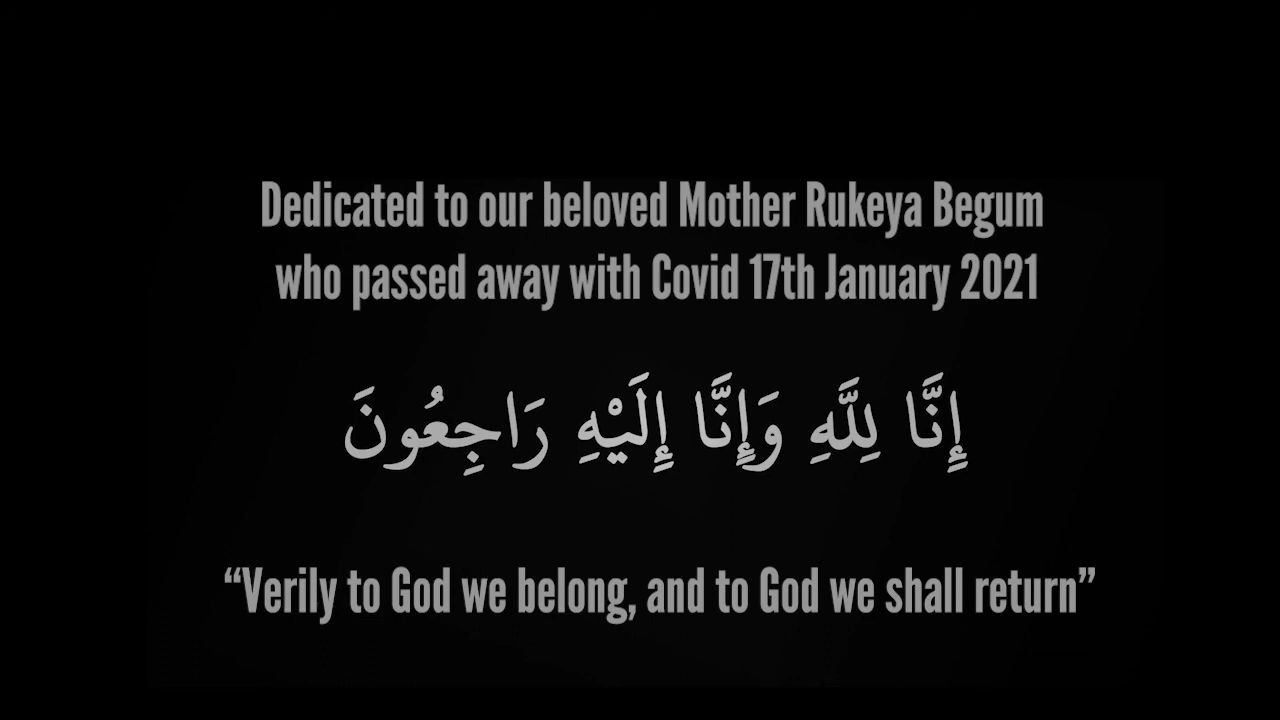 Dedicated to our beloved Mother Rukeya Begum
who passed away with Covid 17th January 2021
إِنَّا لِلَّهِ وَإِنَّا إِلَيْهِ رَاجِعُونَ
“Verily to God we belong, and to God we shall return”